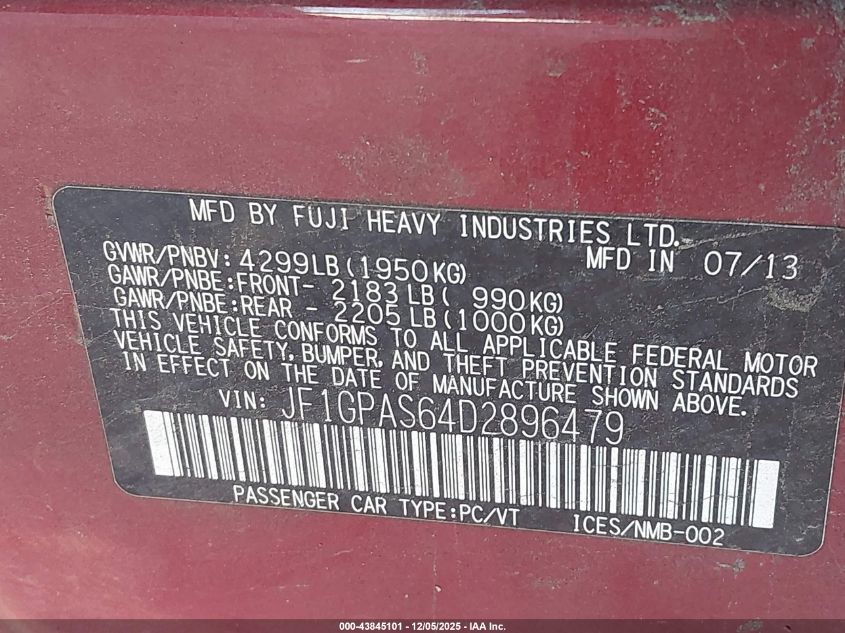 MFD BY FUJI HEAVY INDUSTRIES LTD.
GVWR/PNBV: 4299LB(1950KG) MFD IN 07/13
GAWR/PNBE:FRONT- 2183LB( 990KG)
GAWR/PNBE:REAR - 2205LB(1000KG)
THIS VEHICLE CONFORMS TO ALL APPLICABLE FEDERAL MOTOR
VEHICLE SAFETY, BUMPER, AND THEFT PREVENTION STANDARDS
IN EFFECT ON THE DATE OF MANUFACTURE SHOWN ABOVE.
VIN: JF1GPAS64D2896479
PASSENGER CAR TYPE:PC/VT ICES/NMB-002
000-43845101 - 12/05/2025 - IAA Inc.